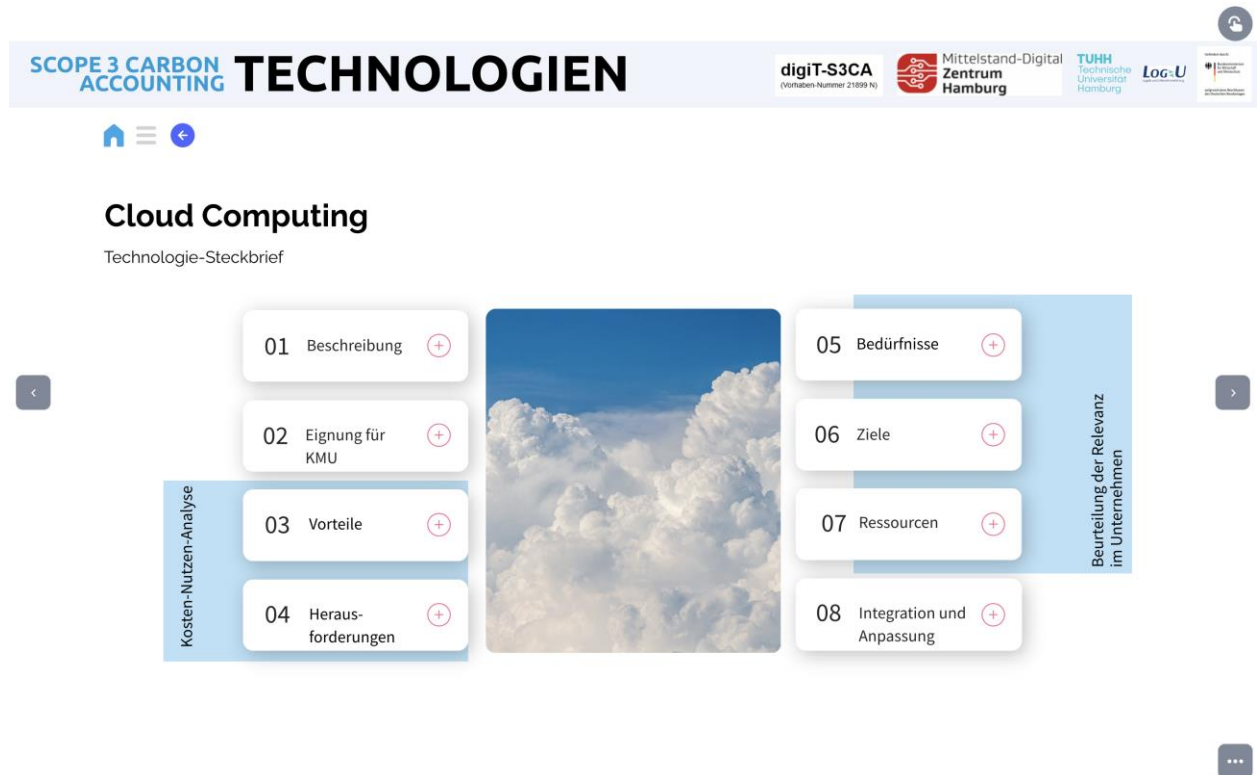 SCOPE 3 CARBON
ACCOUNTING
TECHNOLOGIEN
digiT-S3CA
(Vorhaben-Nummer 21899 N)
Mittelstand-Digital
Zentrum
Hamburg
TUHH
Technische
Universität
Hamburg
Cloud Computing
Technologie-Steckbrief
01 Beschreibung
02 Eignung für
KMU
Kosten-Nutzen-Analyse
03 Vorteile
04 Heraus-
forderungen
05 Bedürfnisse
06 Ziele
07 Ressourcen
Beurteilung der Relevanz
im Unternehmen
08 Integration und
Anpassung